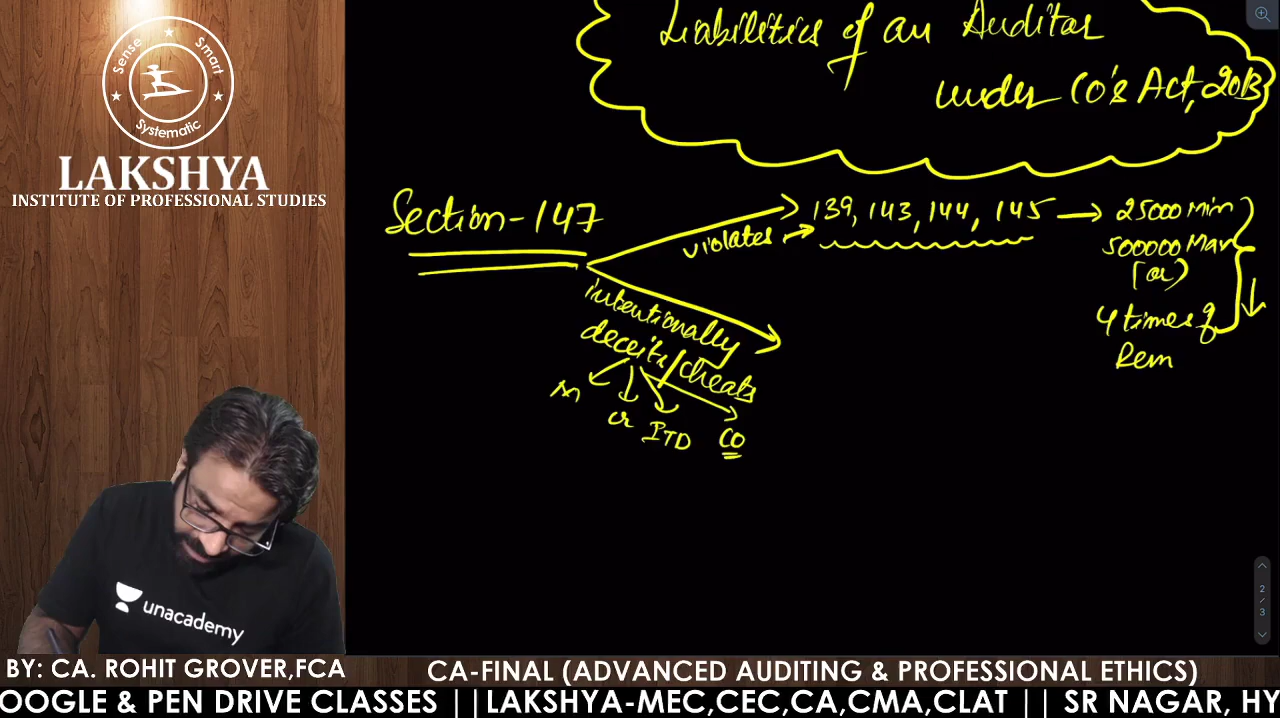 Sense
Smart
Systematic
LAKSHYA
INSTITUTE OF PROFESSIONAL STUDIES
Liabilities of an Auditor
under Co's Act, 2013
Section-147
violates
139, 143, 144, 145
25000 Min
500000 Max
(or)
4 times of
Rem
intentionally
deceits/cheats
M
cr
ITD
CO
unacademy
2
/
3
BY: CA. ROHIT GROVER,FCA
CA-FINAL (ADVANCED AUDITING & PROFESSIONAL ETHICS)
OOGLE & PEN DRIVE CLASSES ||LAKSHYA-MEC,CEC,CA,CMA,CLAT || SR NAGAR, HY